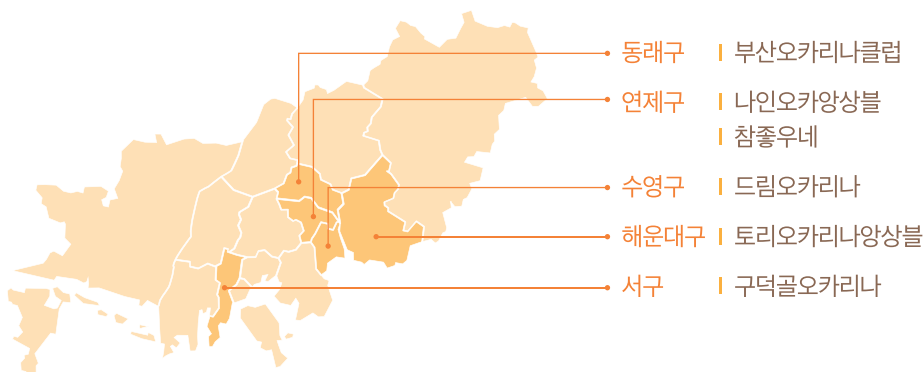 동래구 부산오카리나클럽
연제구 나인오카앙상블
참좋우네
수영구 드림오카리나
해운대구 토리오카리나앙상블
서구 구덕골오카리나